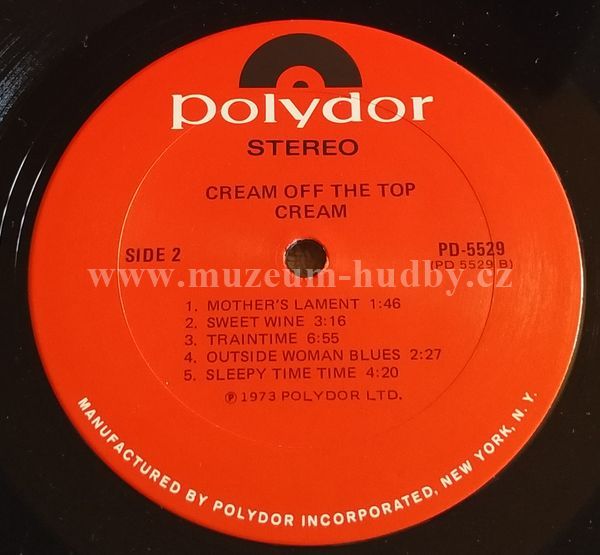 polydor
STEREO
CREAM OFF THE TOP
CREAM
SIDE 2
PD-5529
(PD 5529 B)
www.muzeum-hudby.cz
1. MOTHER'S LAMENT 1:46
2. SWEET WINE 3:16
3. TRAINTIME 6:55
4. OUTSIDE WOMAN BLUES 2:27
5. SLEEPY TIME TIME 4:20
℗ 1973 POLYDOR LTD.
MANUFACTURED BY POLYDOR INCORPORATED, NEW YORK, N. Y.